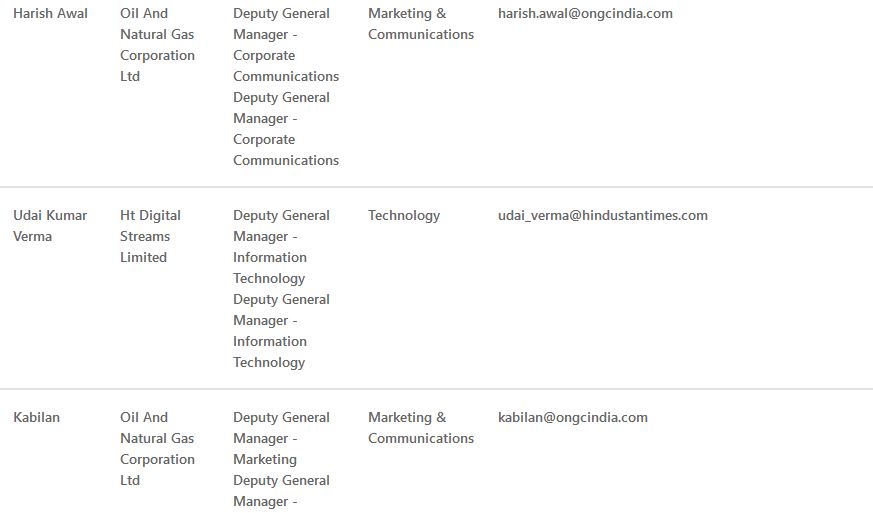 Harish Awal
Oil And
Natural Gas
Corporation
Ltd
Deputy General
Manager -
Corporate
Communications
Deputy General
Manager -
Corporate
Communications
Marketing &
Communications
harish.awal@ongcindia.com
Udai Kumar
Verma
Ht Digital
Streams
Limited
Deputy General
Manager -
Information
Technology
Deputy General
Manager -
Information
Technology
Technology
udai_verma@hindustantimes.com
Kabilan
Oil And
Natural Gas
Corporation
Ltd
Deputy General
Manager -
Marketing
Deputy General
Manager -
Marketing &
Communications
kabilan@ongcindia.com